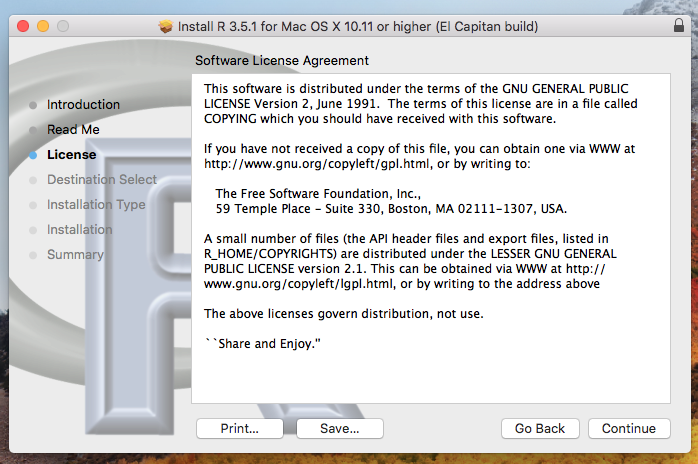 Install R 3.5.1 for Mac OS X 10.11 or higher (El Capitan build)
Software License Agreement
Introduction
Read Me
License
Destination Select
Installation Type
Installation
Summary
This software is distributed under the terms of the GNU GENERAL PUBLIC
LICENSE Version 2, June 1991.  The terms of this license are in a file called
COPYING which you should have received with this software.
If you have not received a copy of this file, you can obtain one via WWW at
http://www.gnu.org/copyleft/gpl.html, or by writing to:
The Free Software Foundation, Inc.,
59 Temple Place – Suite 330, Boston, MA 02111-1307, USA.
A small number of files (the API header files and export files, listed in
R_HOME/COPYRIGHTS) are distributed under the LESSER GNU GENERAL
PUBLIC LICENSE version 2.1. This can be obtained via WWW at http://
www.gnu.org/copyleft/lgpl.html, or by writing to the address above
The above licenses govern distribution, not use.
``Share and Enjoy.''
Print...
Save...
Go Back
Continue